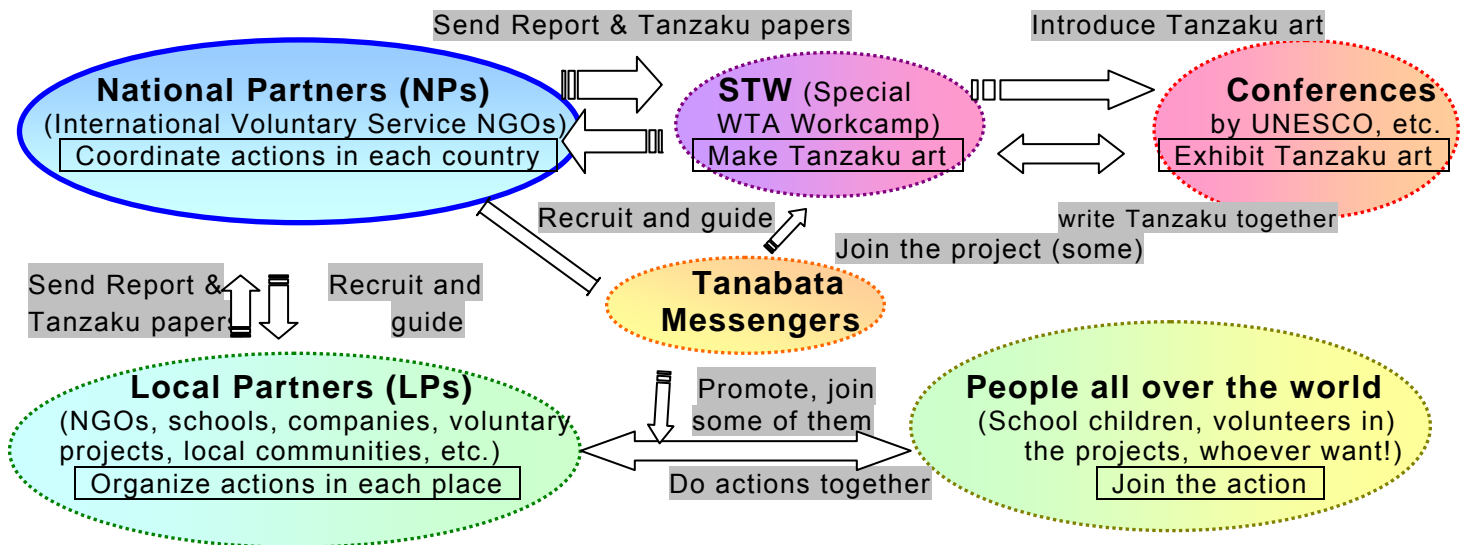 Send Report & Tanzaku papers
Introduce Tanzaku art
National Partners (NPs)
(International Voluntary Service NGOs)
Coordinate actions in each country
STW (Special
WTA Workcamp)
Make Tanzaku art
Conferences
by UNESCO, etc.
Exhibit Tanzaku art
Recruit and guide
write Tanzaku together
Join the project (some)
Send Report &
Tanzaku papers
Recruit and
guide
Tanabata
Messengers
Local Partners (LPs)
(NGOs, schools, companies, voluntary
projects, local communities, etc.)
Organize actions in each place
Promote, join
some of them
Do actions together
People all over the world
(School children, volunteers in)
the projects, whoever want!)
Join the action